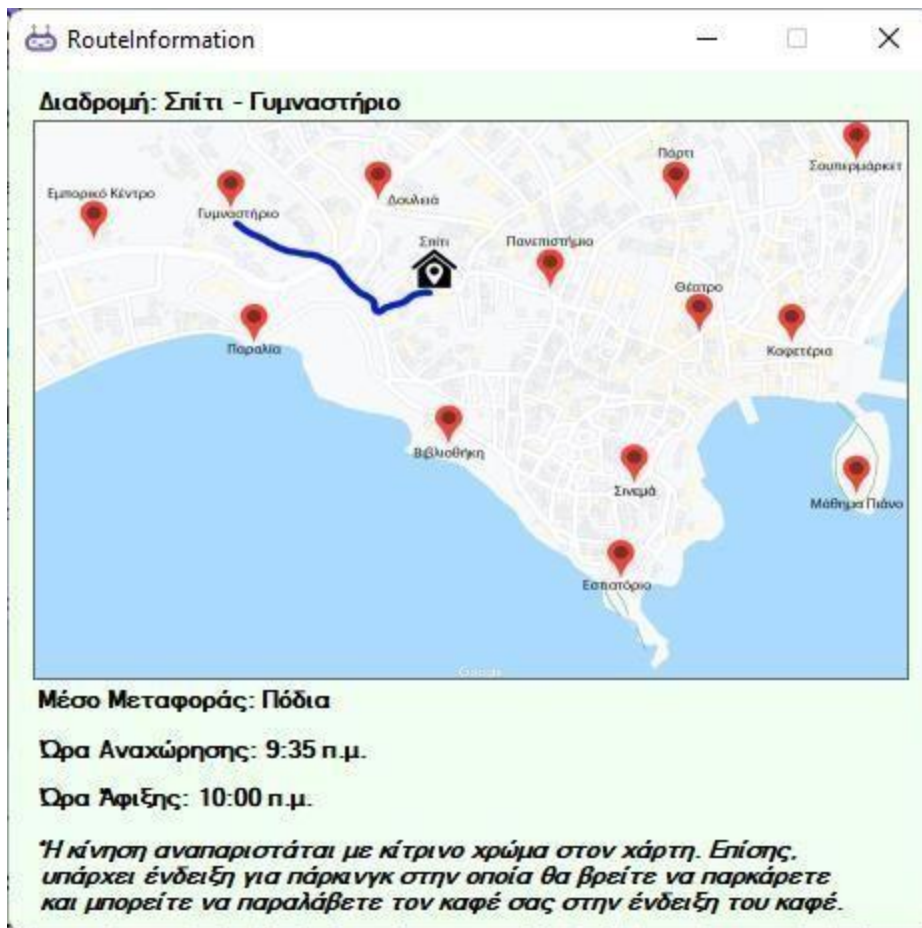 RouteInformation
Διαδρομή: Σπίτι - Γυμναστήριο
Πάρτι
Σουπερμάρκετ
Εμπορικό Κέντρο
Γυμναστήριο
Δουλειά
Σπίτι
Πανεπιστήμιο
Θέατρο
Παραλία
Καφετέρια
Βιβλιοθήκη
Σινεμά
Μάθημα Πιάνο
Εστιατόριο
Google
Μέσο Μεταφοράς: Πόδια
Ώρα Αναχώρησης: 9:35 π.μ.
Ώρα Άφιξης: 10:00 π.μ.
*Η κίνηση αναπαριστάται με κίτρινο χρώμα στον χάρτη. Επίσης,
υπάρχει ένδειξη για πάρκινγκ στην οποία θα βρείτε να παρκάρετε
και μπορείτε να παραλάβετε τον καφέ σας στην ένδειξη του καφέ.